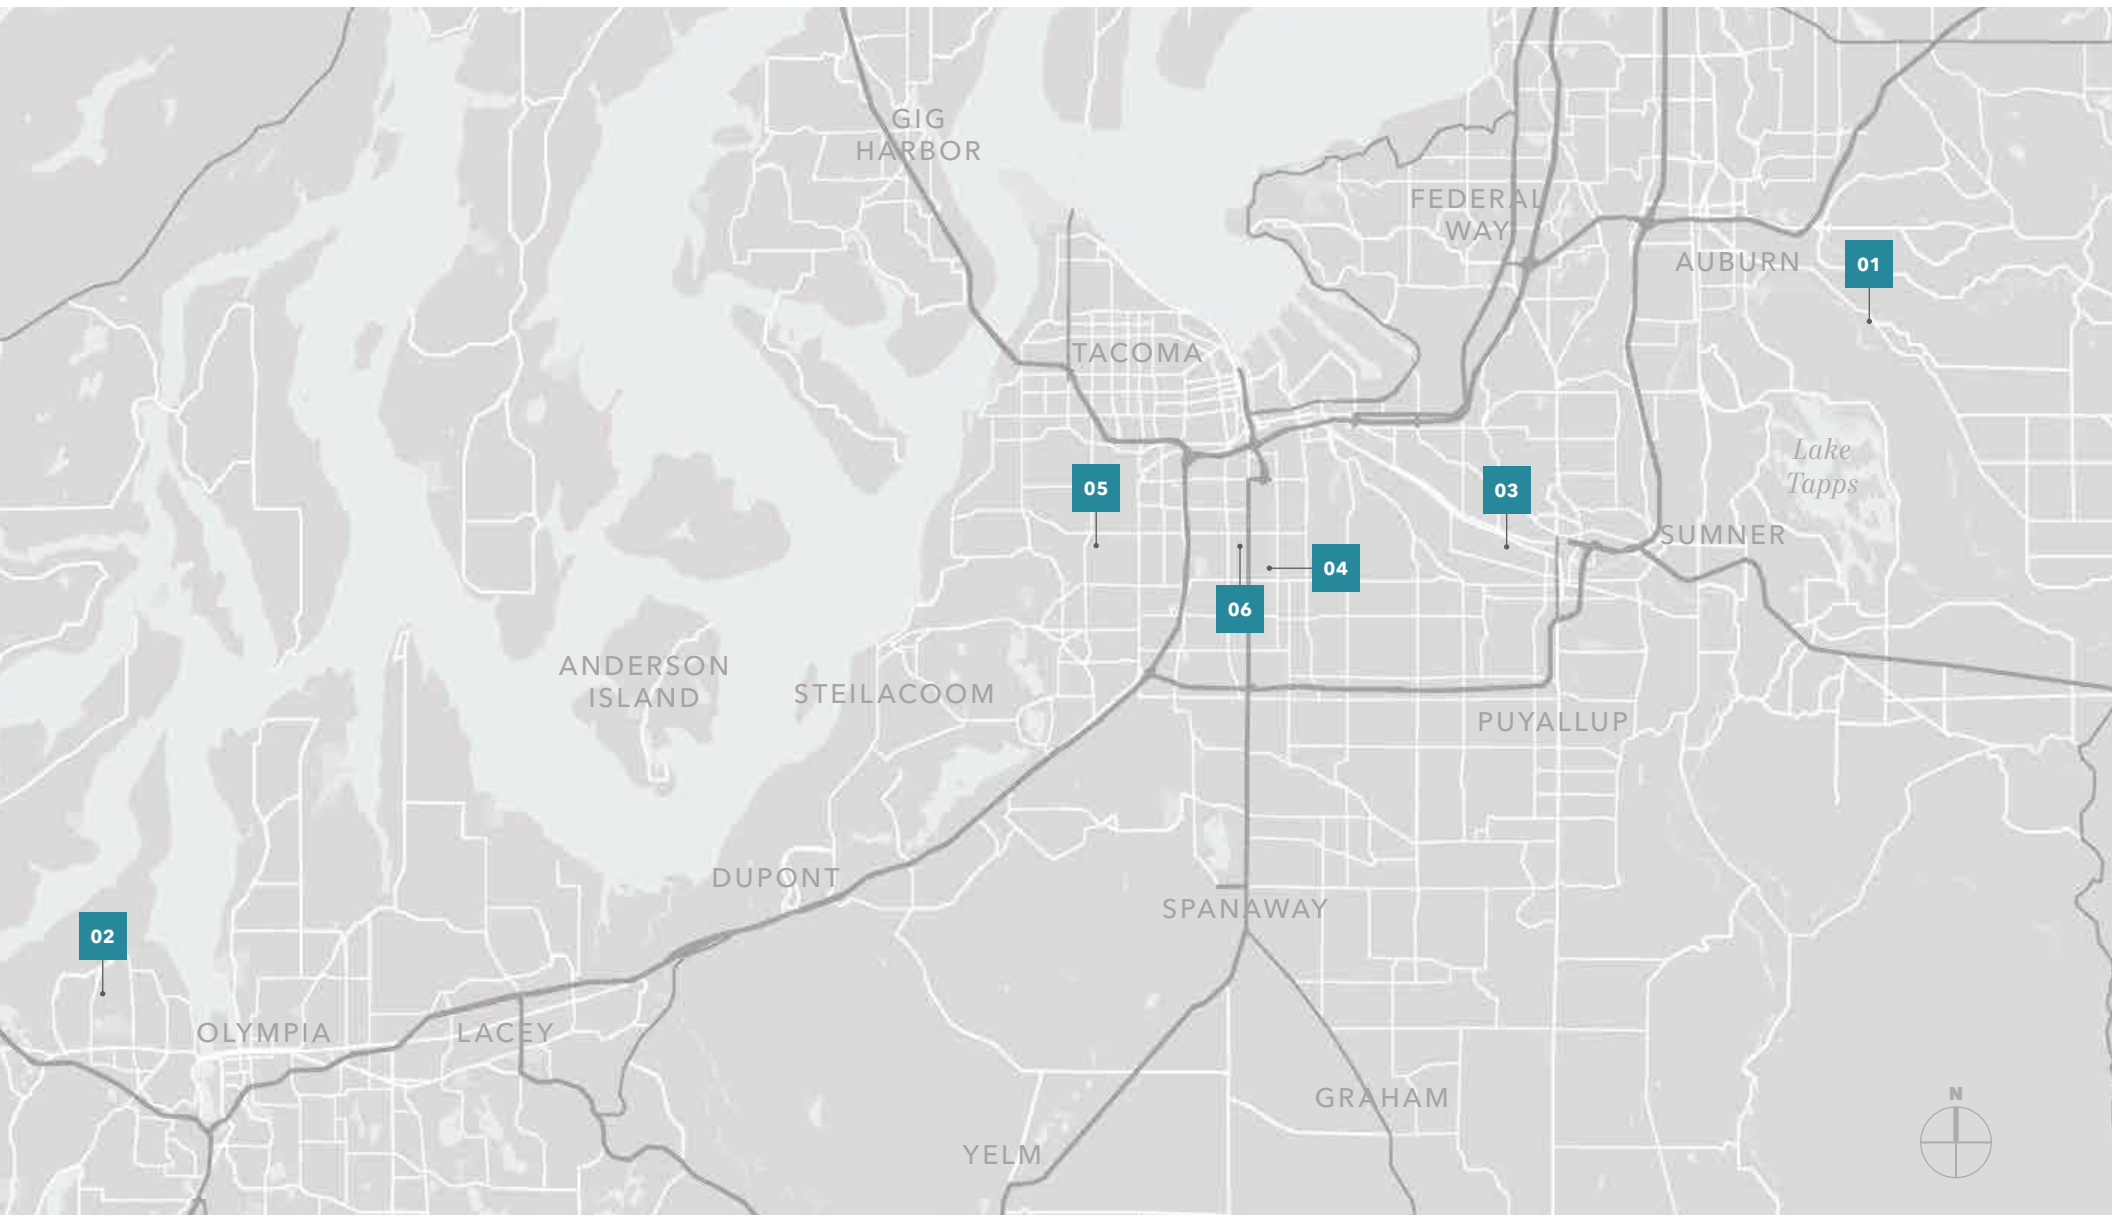 GIG
HARBOR
FEDERAL
WAY
AUBURN
01
TACOMA
Lake
Tapps
05
03
SUMNER
04
06
ANDERSON
ISLAND
STEILACOOM
PUYALLUP
DUPONT
SPANAWAY
02
OLYMPIA
LACEY
GRAHAM
N
YELM